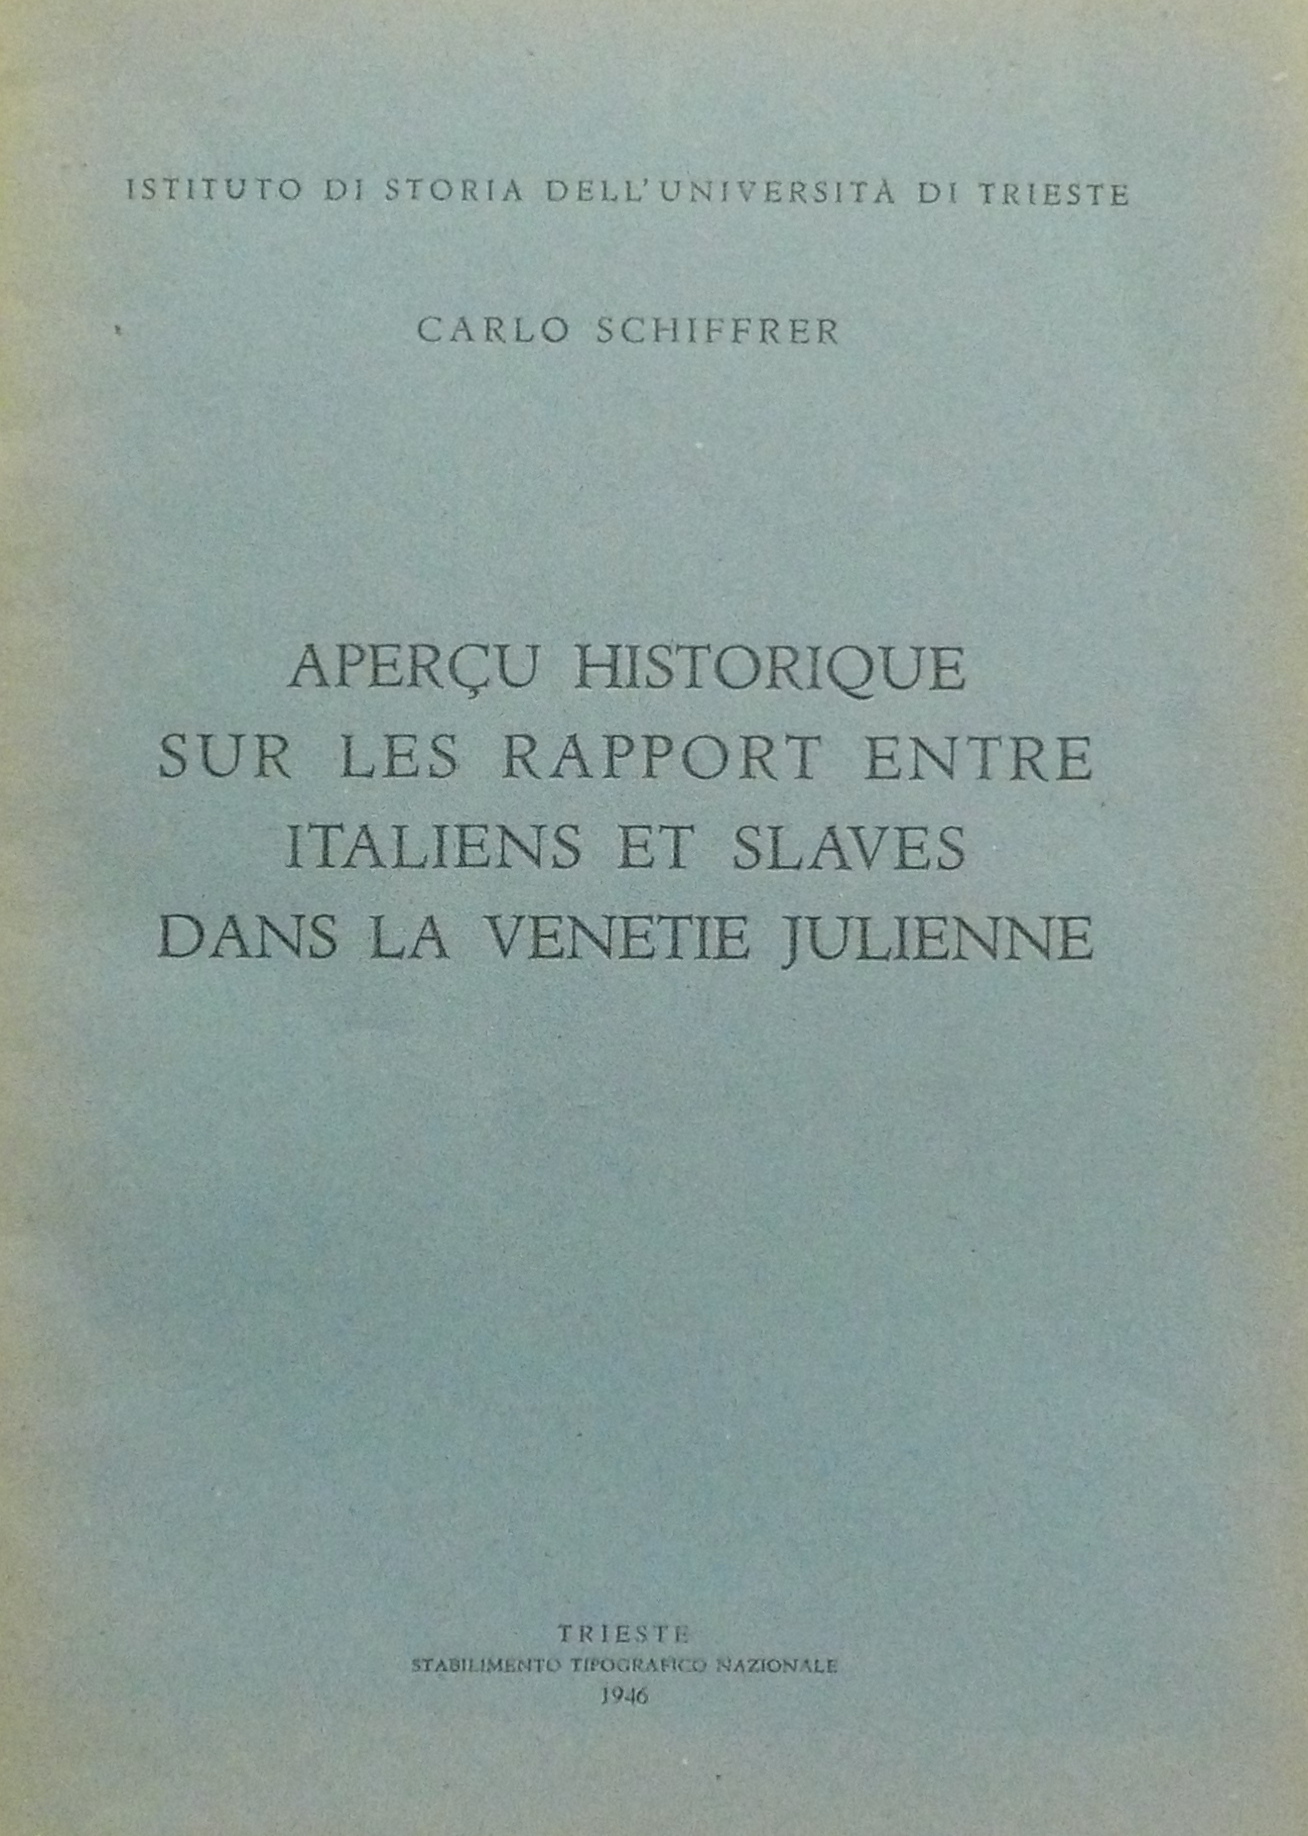 ISTITUTO DI STORIA DELL'UNIVERSITÀ DI TRIESTE
CARLO SCHIFFRER
APERÇU HISTORIQUE
SUR LES RAPPORT ENTRE
ITALIENS ET SLAVES
DANS LA VENETIE JULIENNE
TRIESTE
STABILIMENTO TIPOGRAFICO NAZIONALE
1946